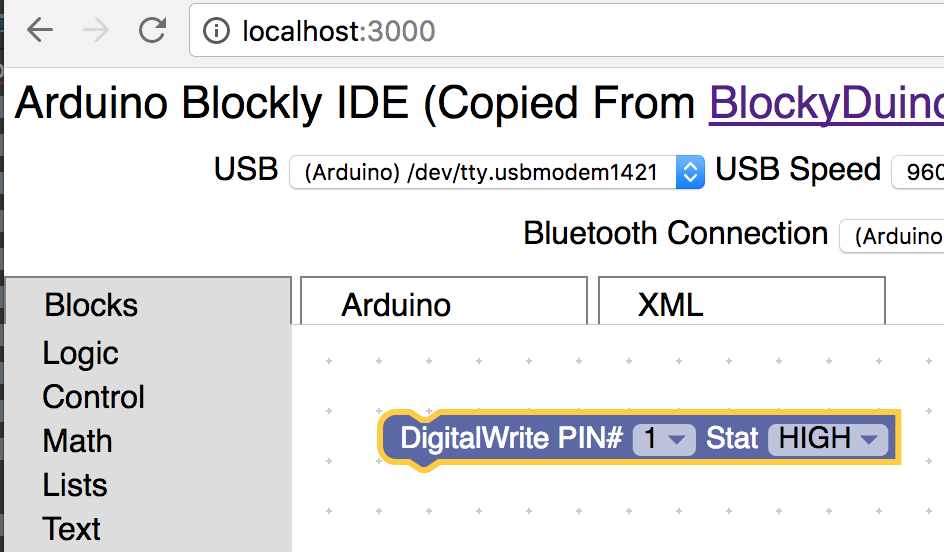 localhost:3000
Arduino Blockly IDE (Copied From BlockyDuino
USB (Arduino) /dev/tty.usbmodem1421 USB Speed 960
Bluetooth Connection (Arduino
Blocks Arduino XML
Logic
Control
DigitalWrite PIN# 1 Stat HIGH
Math
Lists
Text